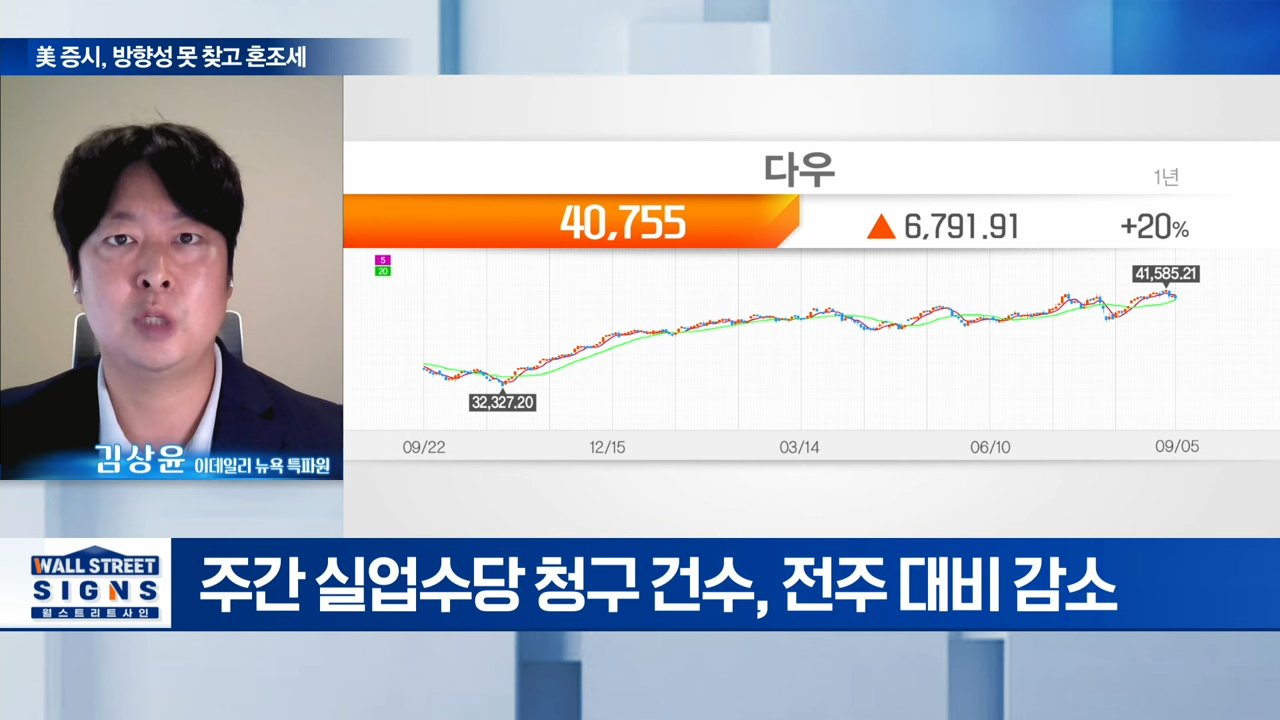 美 증시, 방향성 못 찾고 혼조세
다우
1년
40,755
▲ 6,791.91
+20%
5
20
41,585.21
32,327.20
09/22
12/15
03/14
06/10
09/05
김상윤 이데일리 뉴욕 특파원
WALL STREET
SIGNS
월스트리트사인
주간 실업수당 청구 건수, 전주 대비 감소